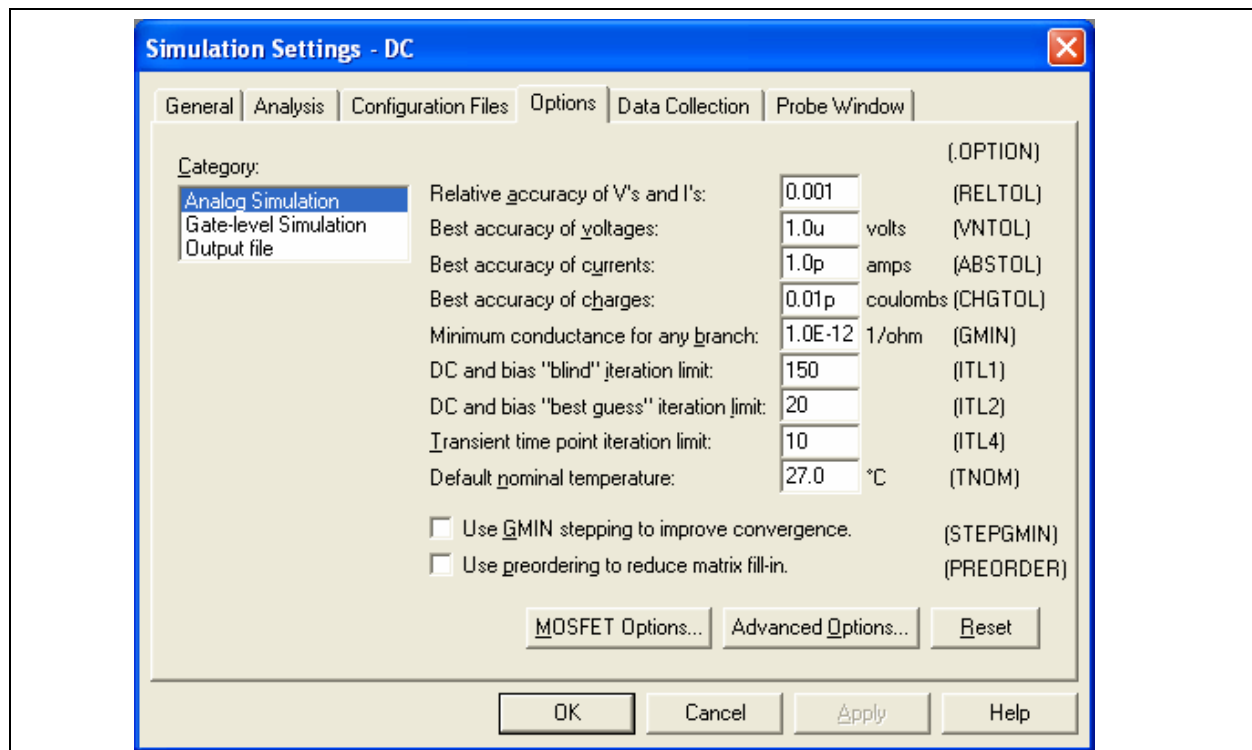 Simulation Settings - DC
General Analysis Configuration Files Options Data Collection Probe Window
(.OPTION)
Category:
Analog Simulation
Gate-level Simulation
Output file
Relative accuracy of V's and I's: 0.001 (RELTOL)
Best accuracy of voltages: 1.0u volts (VNTOL)
Best accuracy of currents: 1.0p amps (ABSTOL)
Best accuracy of charges: 0.01p coulombs (CHGTOL)
Minimum conductance for any branch: 1.0E-12 1/ohm (GMIN)
DC and bias "blind" iteration limit: 150 (ITL1)
DC and bias "best guess" iteration limit: 20 (ITL2)
Transient time point iteration limit: 10 (ITL4)
Default nominal temperature: 27.0 °C (TNOM)
Use GMIN stepping to improve convergence. (STEPGMIN)
Use preordering to reduce matrix fill-in. (PREORDER)
MOSFET Options... Advanced Options... Reset
OK Cancel Apply Help